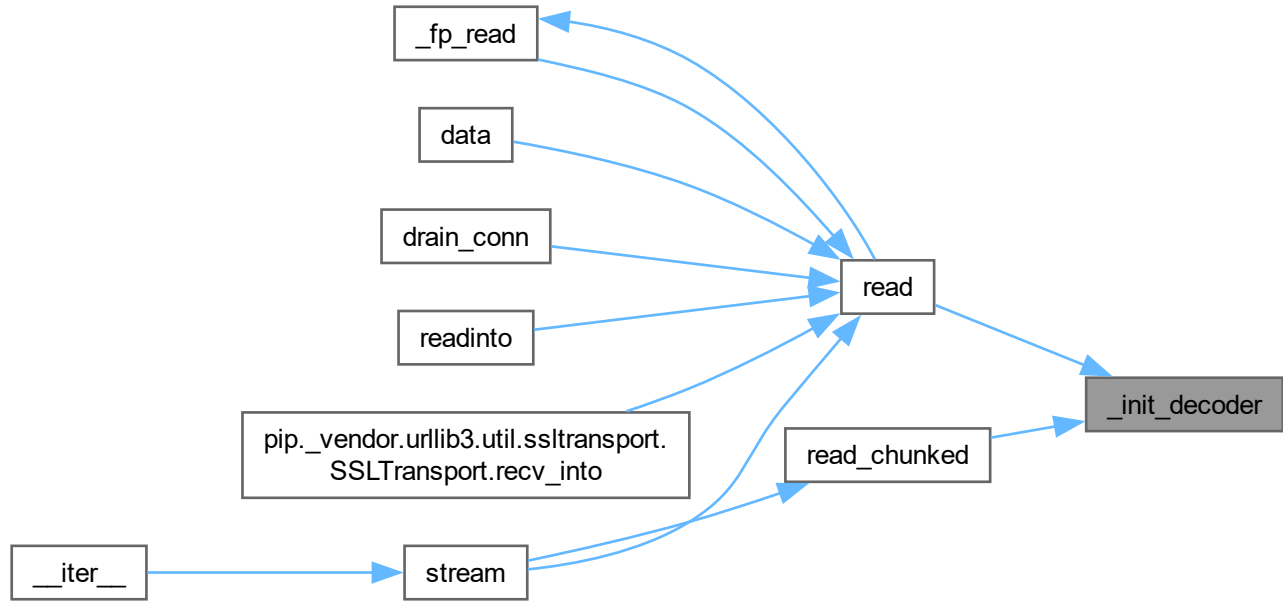 _fp_read
data
drain_conn
read
readinto
_init_decoder
pip._vendor.urllib3.util.ssltransport.
SSLTransport.recv_into
read_chunked
__iter__
stream